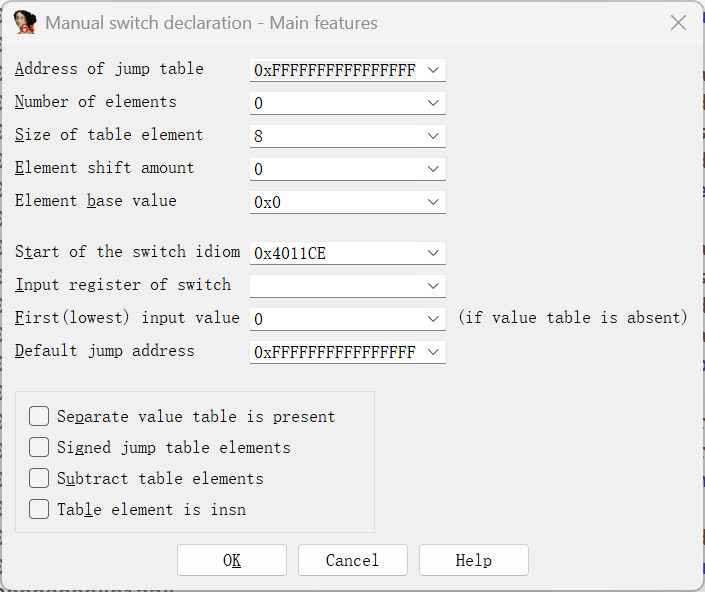 Manual switch declaration - Main features
Address of jump table 0xFFFFFFFFFFFFFFFF
Number of elements 0
Size of table element 8
Element shift amount 0
Element base value 0x0
Start of the switch idiom 0x4011CE
Input register of switch
First(lowest) input value 0 (if value table is absent)
Default jump address 0xFFFFFFFFFFFFFFFF
Separate value table is present
Signed jump table elements
Subtract table elements
Table element is insn
OK Cancel Help